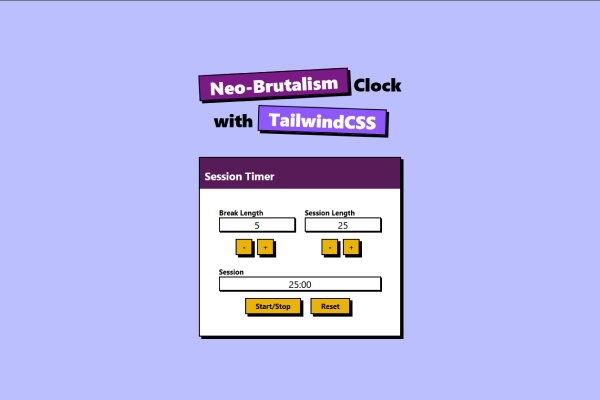 Neo-Brutalism Clock
with TailwindCSS
Session Timer
Break Length Session Length
5 25
- + - +
Session
25:00
Start/Stop Reset